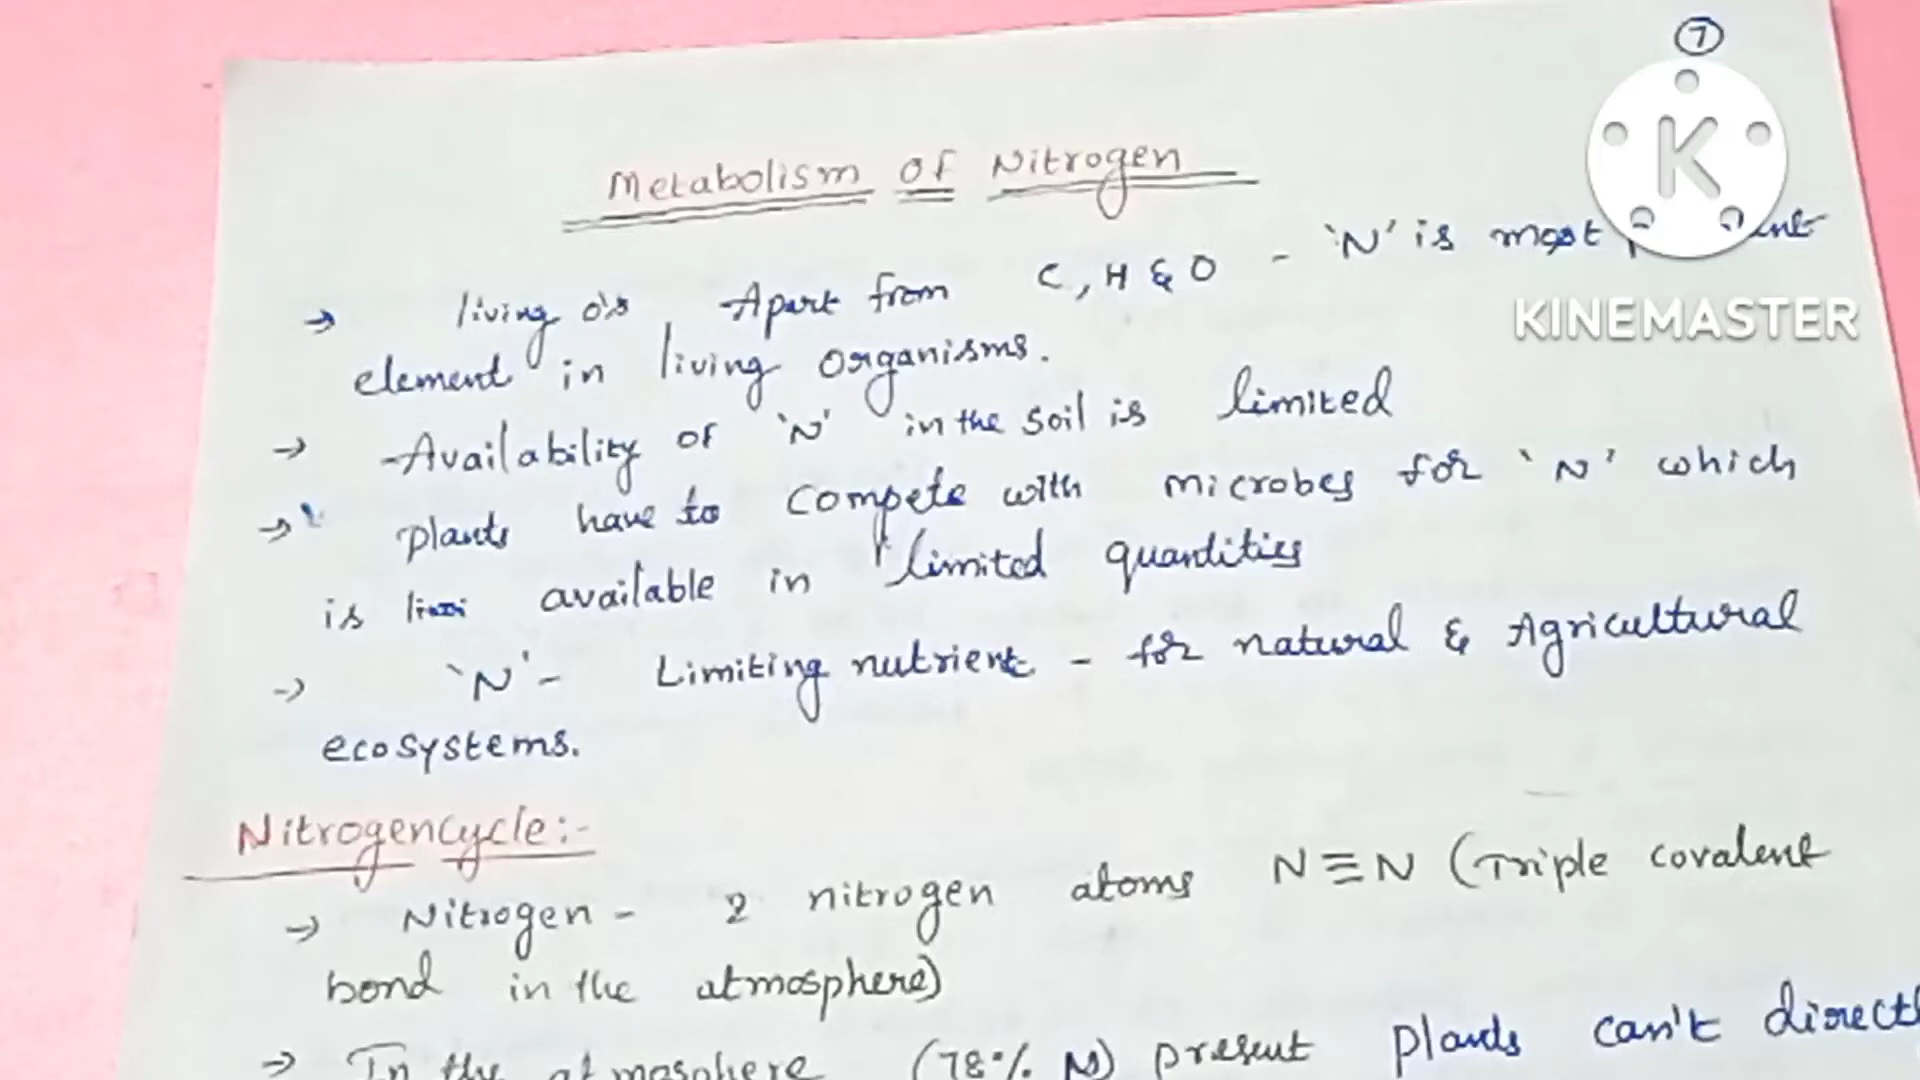 7
Metabolism of Nitrogen
→ living o's Apart from C, H & O - 'N' is most
element in living organisms.
→ Availability of 'N' in the soil is limited
→ plants have to compete with microbes for 'N' which
is limi available in limited quantities
→ 'N' - Limiting nutrient - for natural & Agricultural
ecosystems.
Nitrogencycle:-
→ Nitrogen - 2 nitrogen atoms N≡N (Triple covalent
bond in the atmosphere)
→ In the atmosphere (78% N) present plants can't directl
K
KINEMASTER